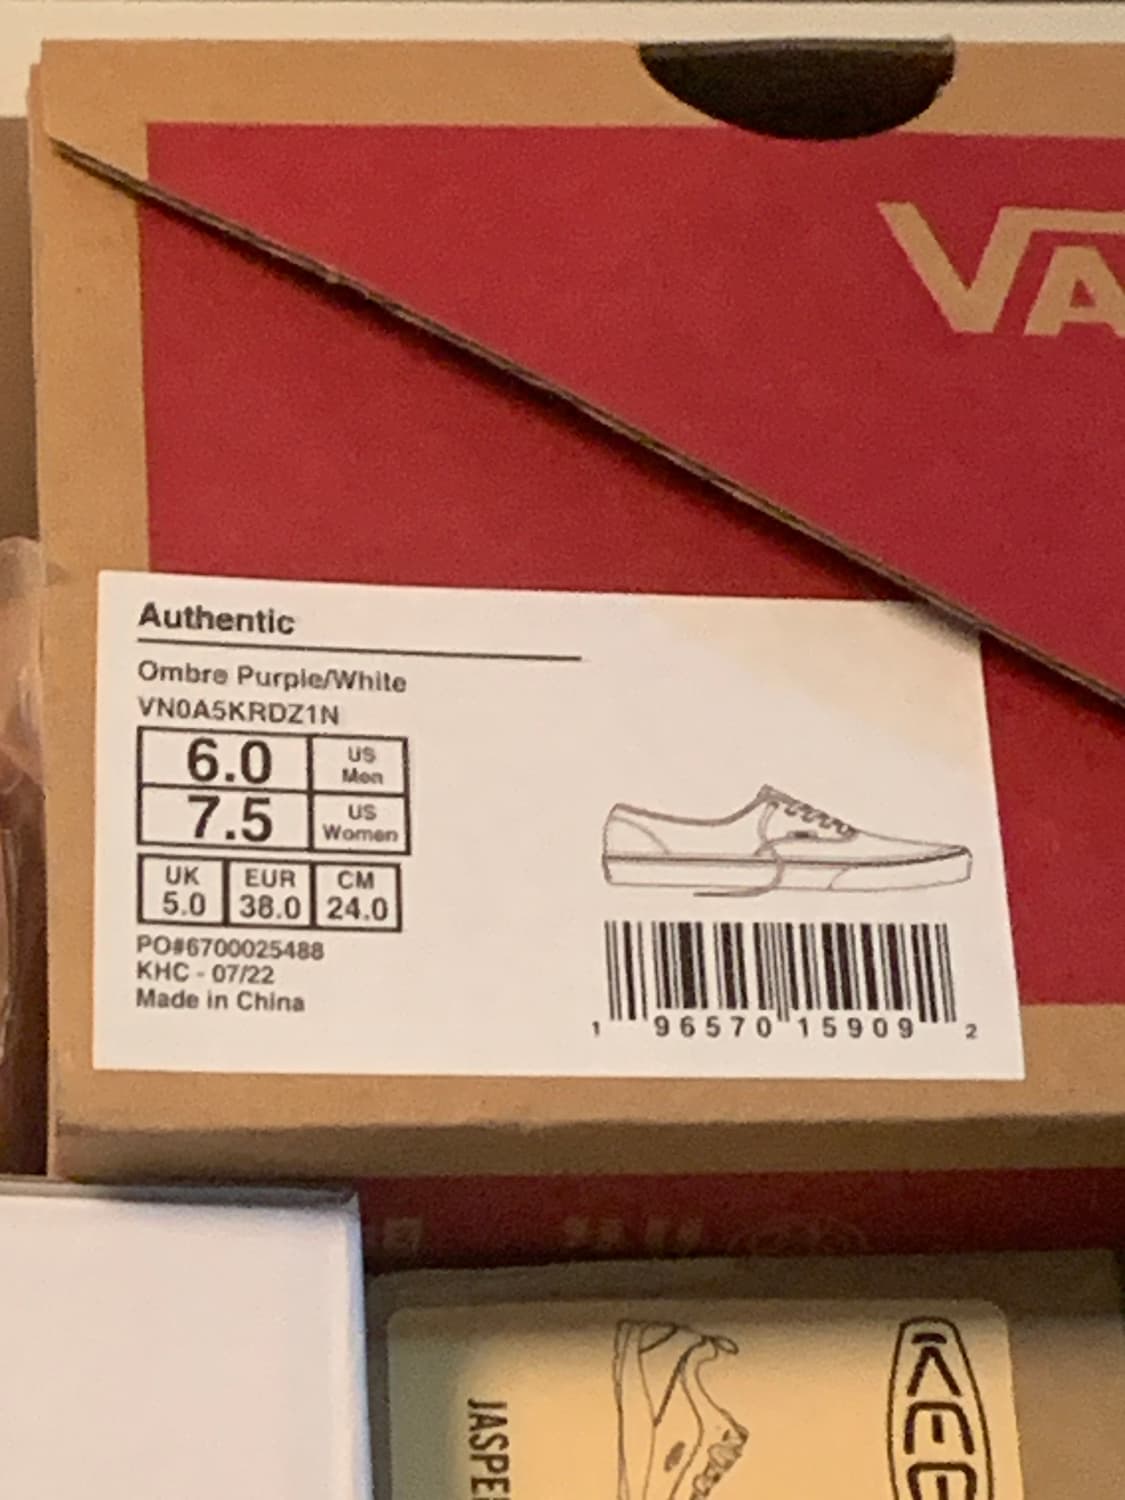 VA
Authentic
Ombre Purple/White
VN0A5KRDZ1N
6.0 US Men
7.5 US Women
UK EUR CM
5.0 38.0 24.0
PO#6700025488
KHC - 07/22
Made in China
1 96570 15909 2
JASPE
KEE